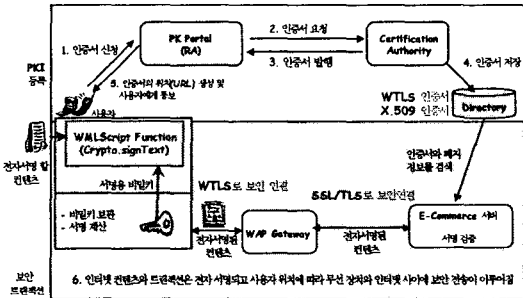 PKI
등록
1. 인증서 신청
PK Portal
(RA)
2. 인증서 요청
3. 인증서 발행
Certification
Authority
4. 인증서 저장
5. 인증서의 위치(URL) 생성 및
사용자에게 통보
사용자
WTLS 인증서
X.509 인증서
Directory
전자서명 할
컨텐츠
WMLScript Function
(Crypto.signText)
서명용 비밀키
- 비밀키 보관
- 서명 계산
WTLS로 보안 연결
전자서명된
컨텐츠
WAP Gateway
SSL/TLS로 보안연결
전자서명된
컨텐츠
인증서와 폐지
정보를 검색
E-Commerce 서버
서명 검증
보안
트랜잭션
6. 인터넷 컨텐츠와 트랜잭션은 전자 서명되고 사용자 위치에 따라 무선 장치와 인터넷 사이에 보안 전송이 이루어짐